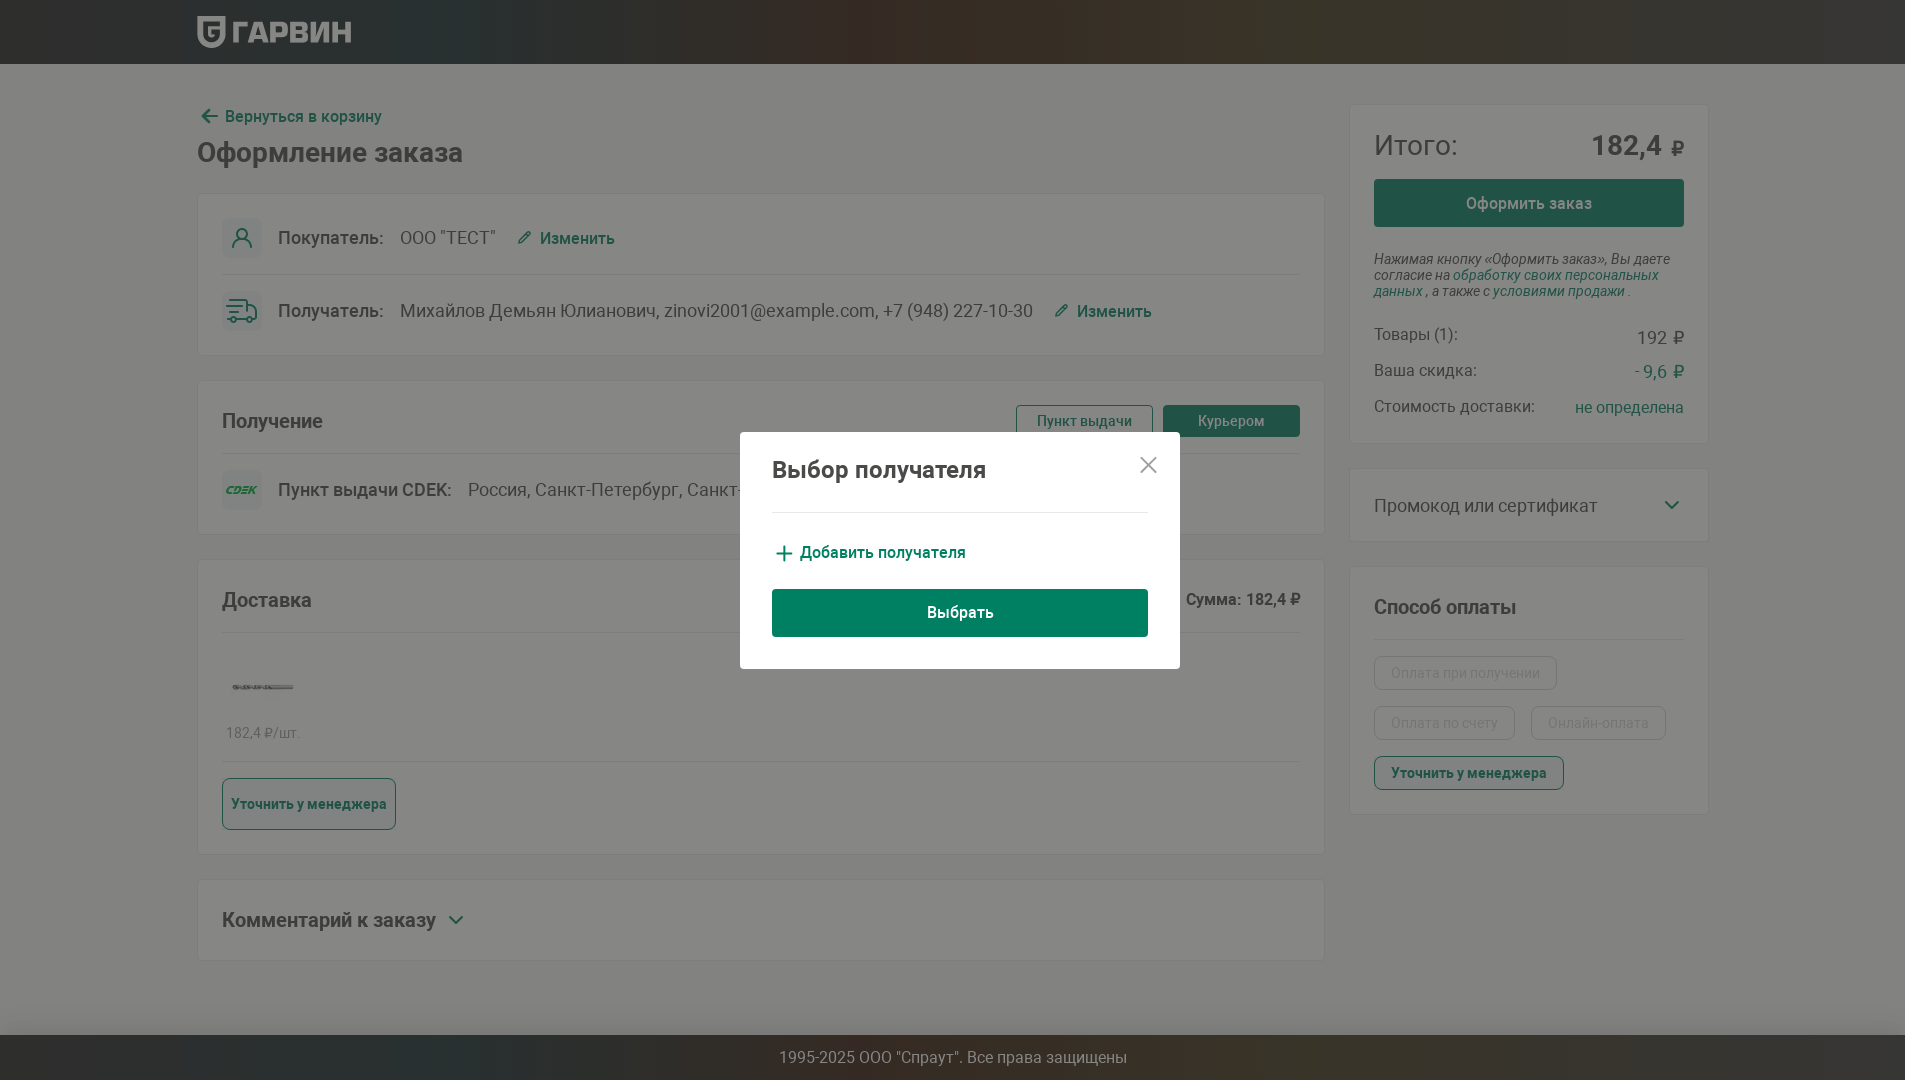 ГАРВИН
Вернуться в корзину
Оформление заказа
Покупатель: ООО "ТЕСТ" Изменить
Получатель: Михайлов Демьян Юлианович, zinovi2001@example.com, +7 (948) 227-10-30 Изменить
Получение
Пункт выдачи Курьером
CDEK Пункт выдачи CDEK: Россия, Санкт-Петербург, Санкт-
Доставка
Сумма: 182,4 ₽
182,4 ₽/шт.
Уточнить у менеджера
Комментарий к заказу
Выбор получателя
Добавить получателя
Выбрать
Итого: 182,4 ₽
Оформить заказ
Нажимая кнопку «Оформить заказ», Вы даете
согласие на обработку своих персональных
данных , а также с условиями продажи .
Товары (1): 192 ₽
Ваша скидка: - 9,6 ₽
Стоимость доставки: не определена
Промокод или сертификат
Способ оплаты
Оплата при получении
Оплата по счету Онлайн-оплата
Уточнить у менеджера
1995-2025 ООО "Спраут". Все права защищены